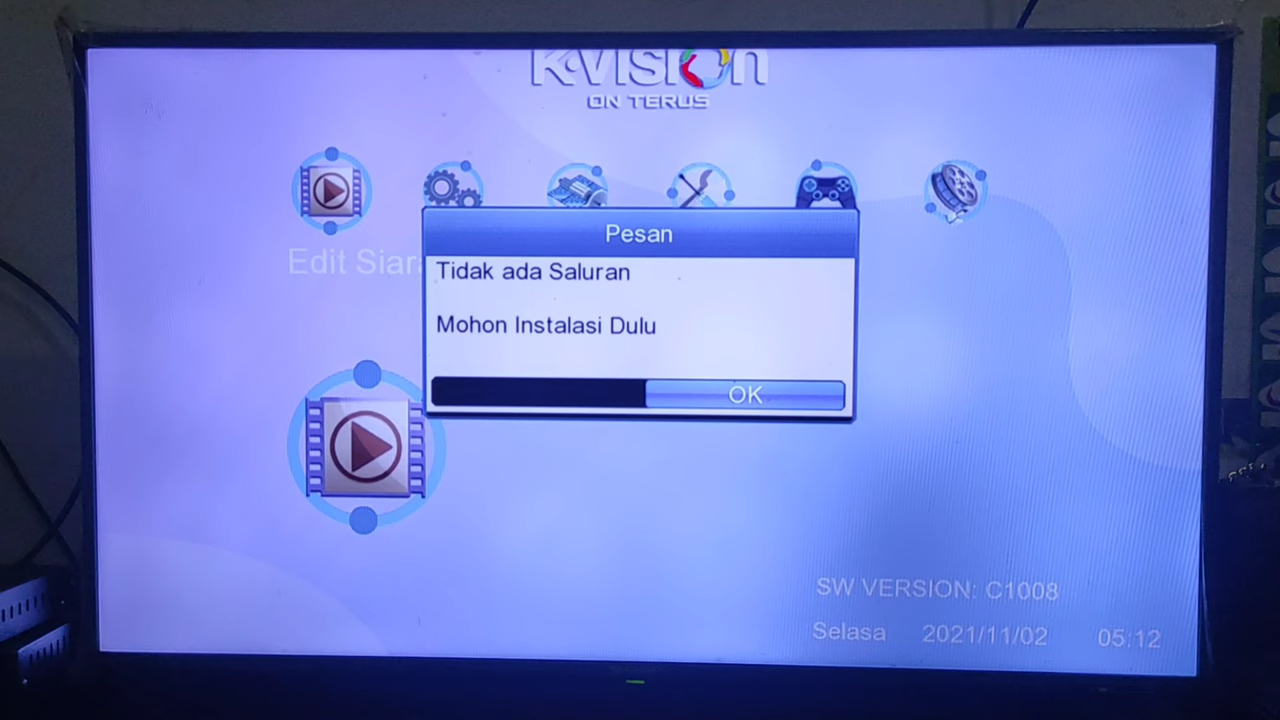 K-VISION
ON TERUS
Pesan
Edit Siar
Tidak ada Saluran
Mohon Instalasi Dulu
OK
SW VERSION: C1008
Selasa 2021/11/02 05:12